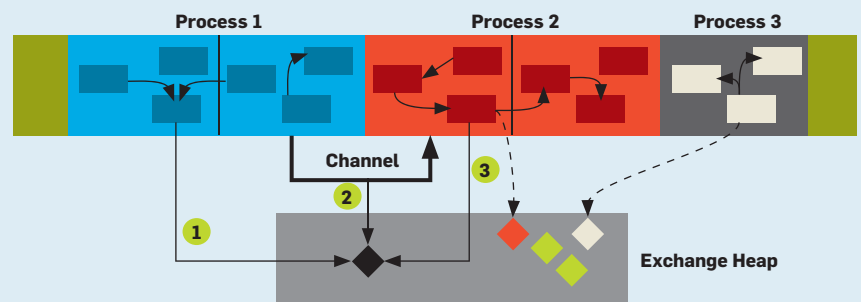 Process 1
Process 2
Process 3
Channel
3
2
1
Exchange Heap